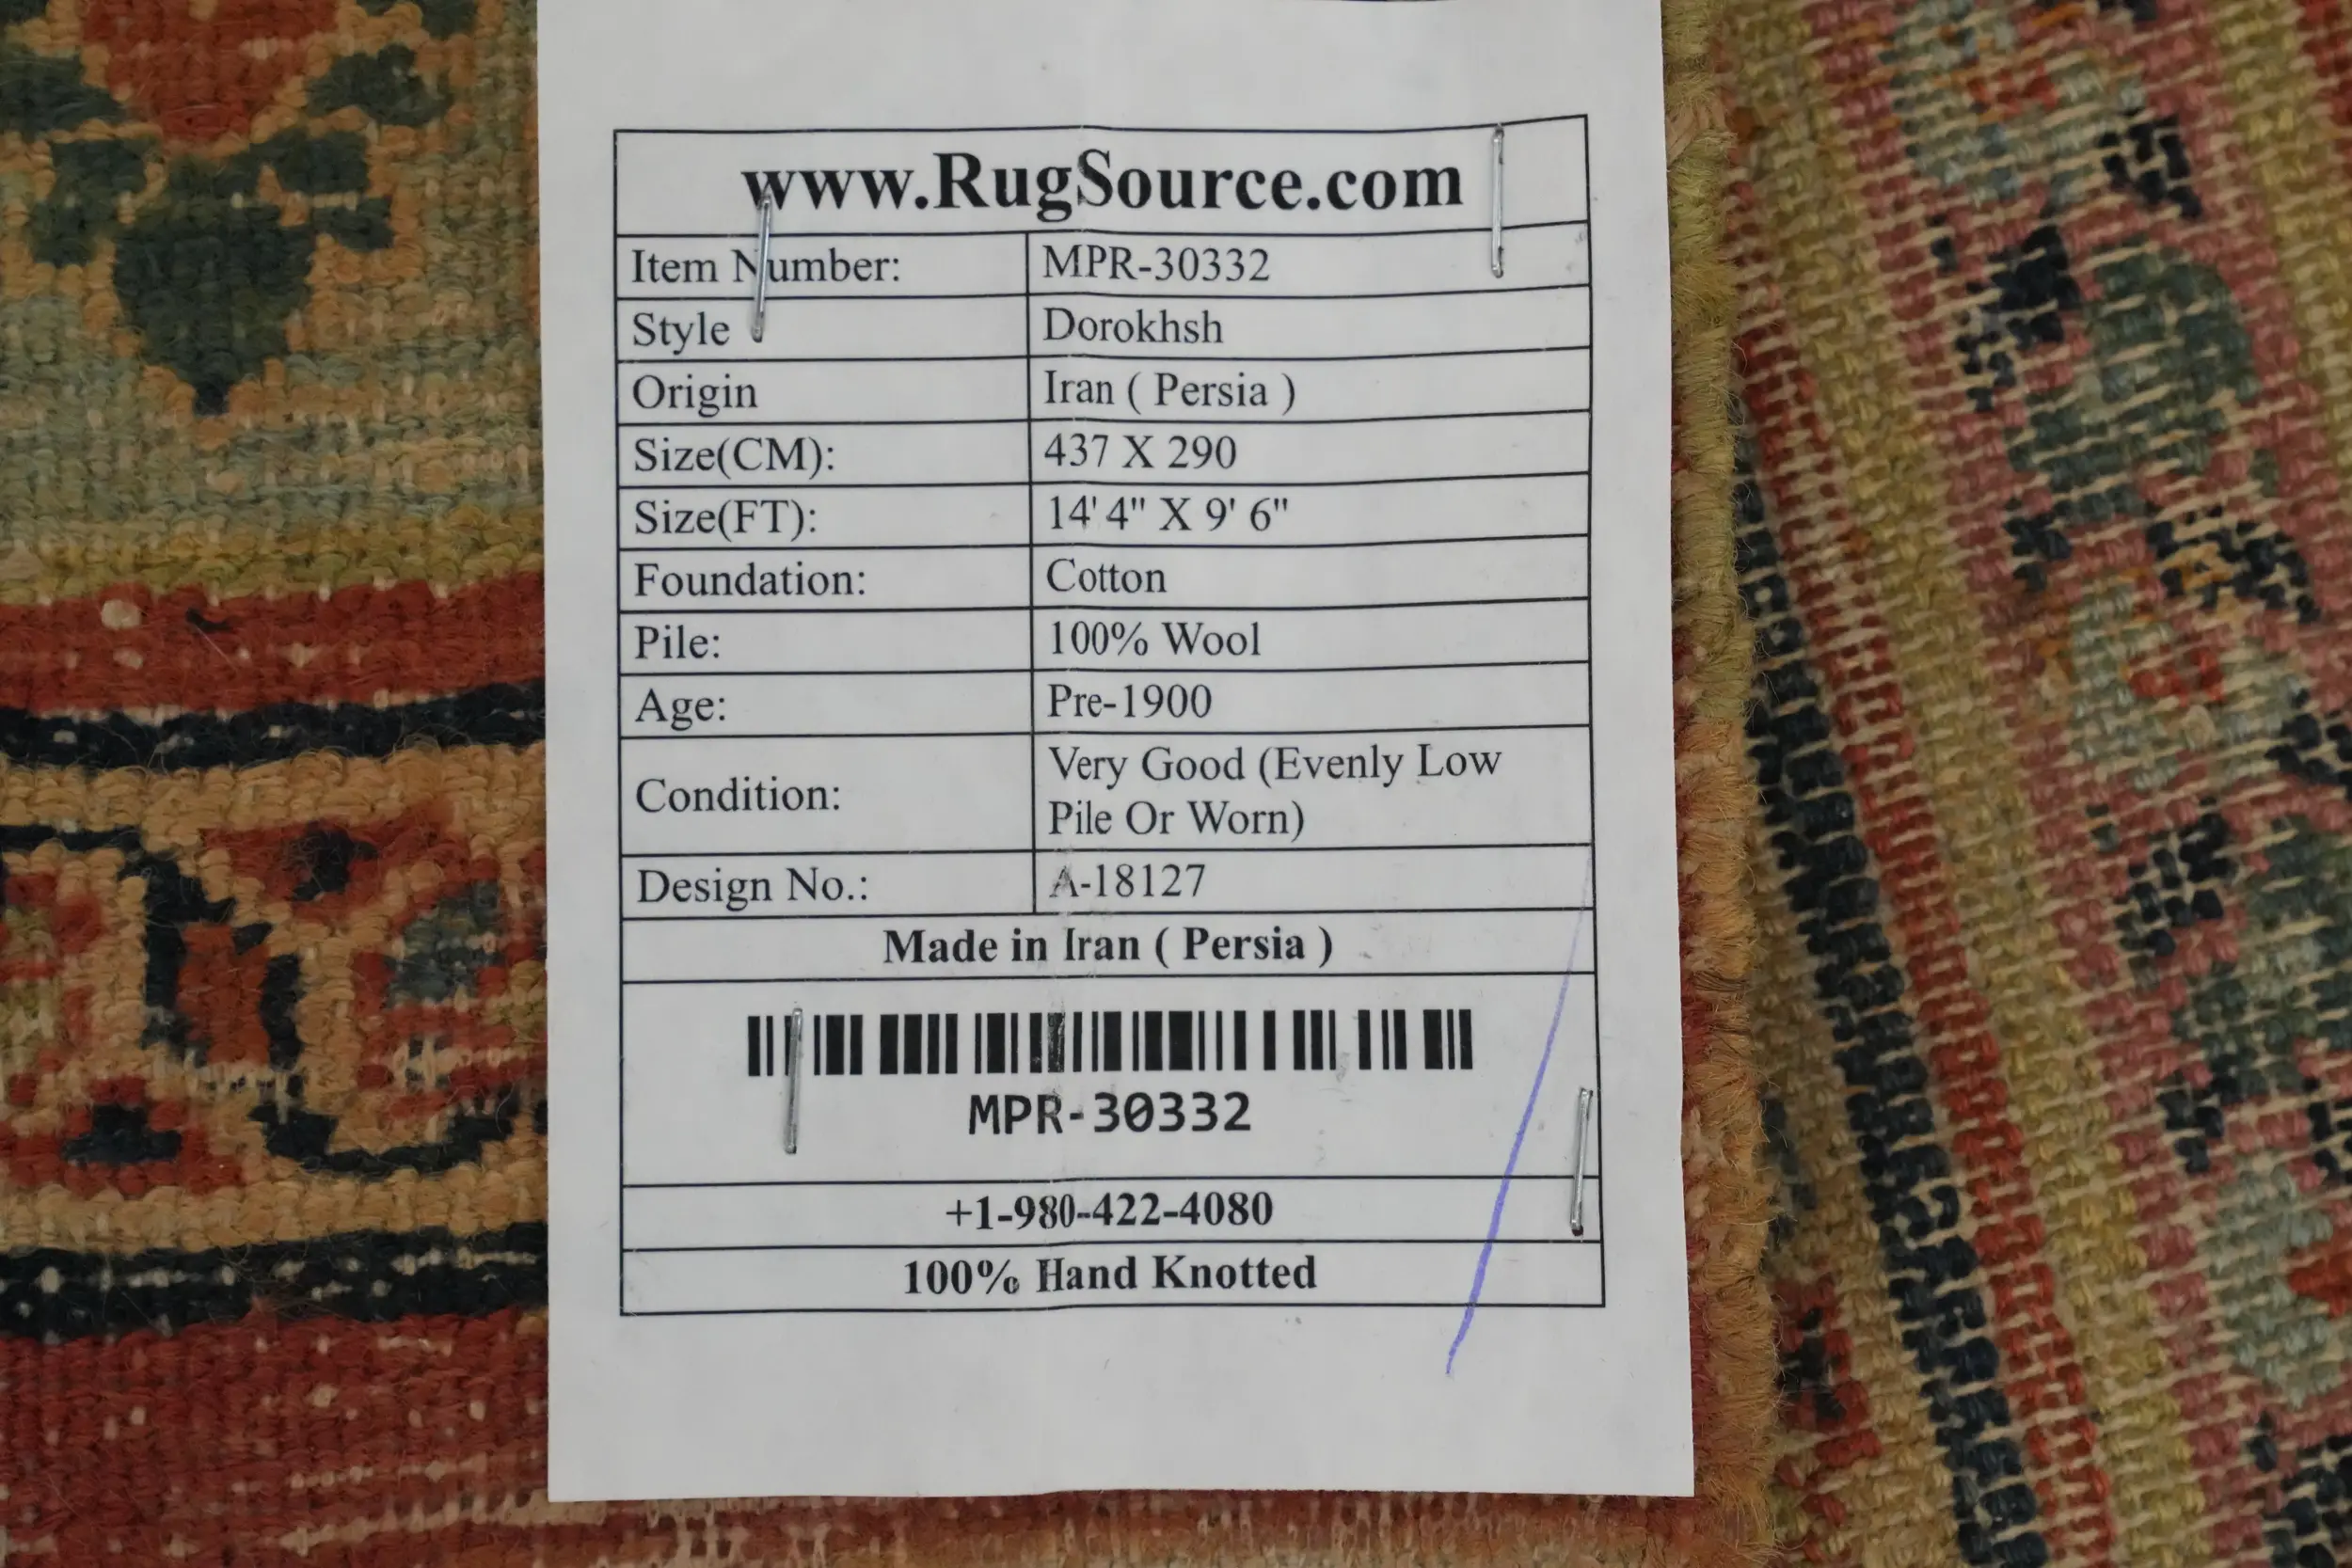 www.RugSource.com
Item Number: MPR-30332
Style Dorokhsh
Origin Iran ( Persia )
Size(CM): 437 X 290
Size(FT): 14' 4" X 9' 6"
Foundation: Cotton
Pile: 100% Wool
Age: Pre-1900
Condition: Very Good (Evenly Low
Pile Or Worn)
Design No.: A-18127
Made in Iran ( Persia )
MPR-30332
+1-980-422-4080
100% Hand Knotted